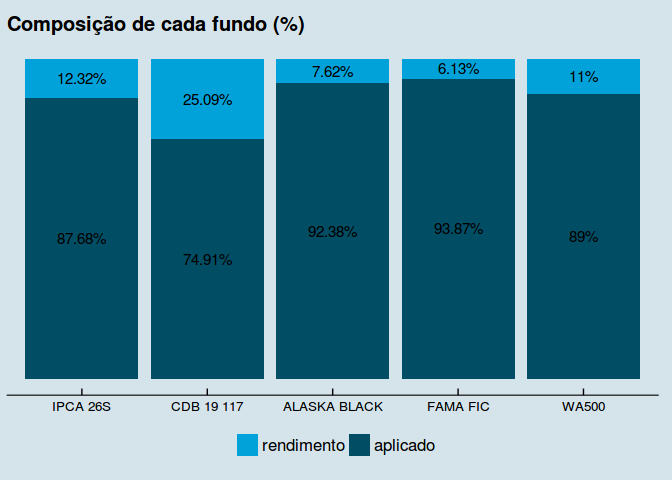 Composição de cada fundo (%)
12.32% 25.09% 7.62% 6.13% 11%
87.68% 74.91% 92.38% 93.87% 89%
IPCA 26S CDB 19 117 ALASKA BLACK FAMA FIC WA500
rendimento aplicado